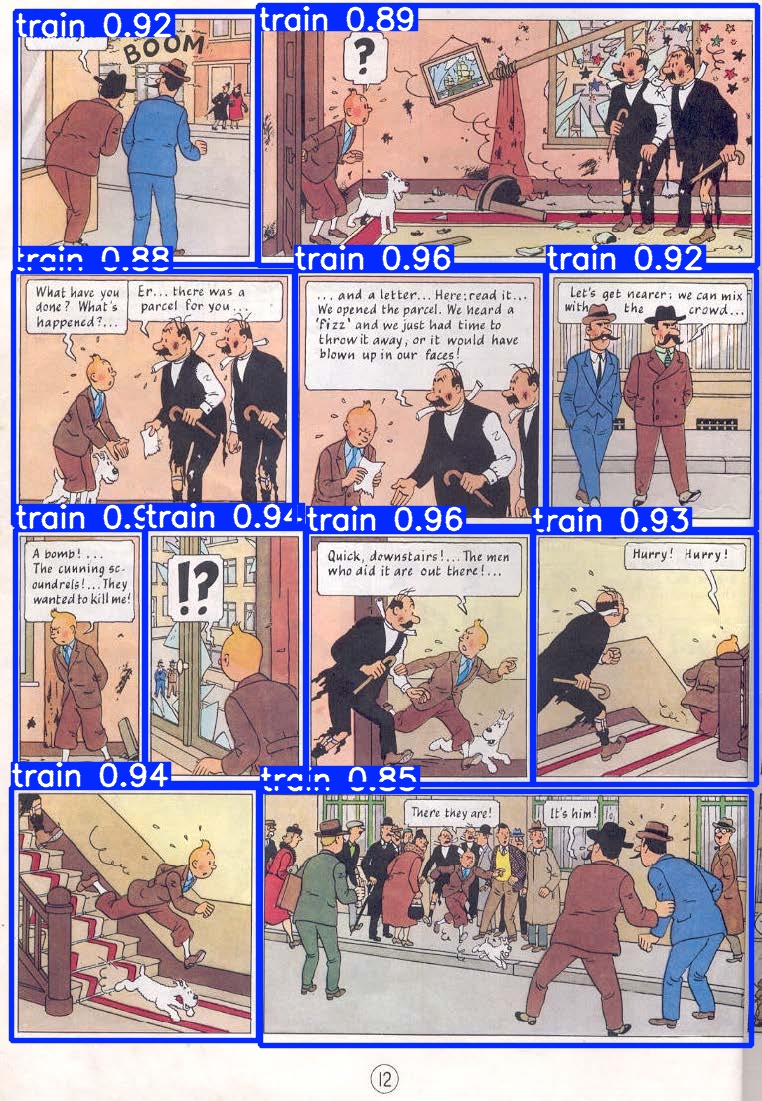 train 0.92
BOOM
train 0.89
?
train 0.88
What have you
done? What's
happened?...
Er... there was a
parcel for you...
train 0.96
... and a letter... Here: read it...
We opened the parcel. We heard a
'fizz' and we just had time to
throw it away, or it would have
blown up in our faces!
train 0.92
Let's get nearer: we can mix
with the crowd...
train 0.9
A bomb!...
The cunning sc-
oundrels!... They
wanted to kill me!
train 0.94
!?
train 0.96
Quick, downstairs!... The men
who did it are out there!...
train 0.93
Hurry! Hurry!
train 0.94
train 0.85
There they are!
It's him!
12